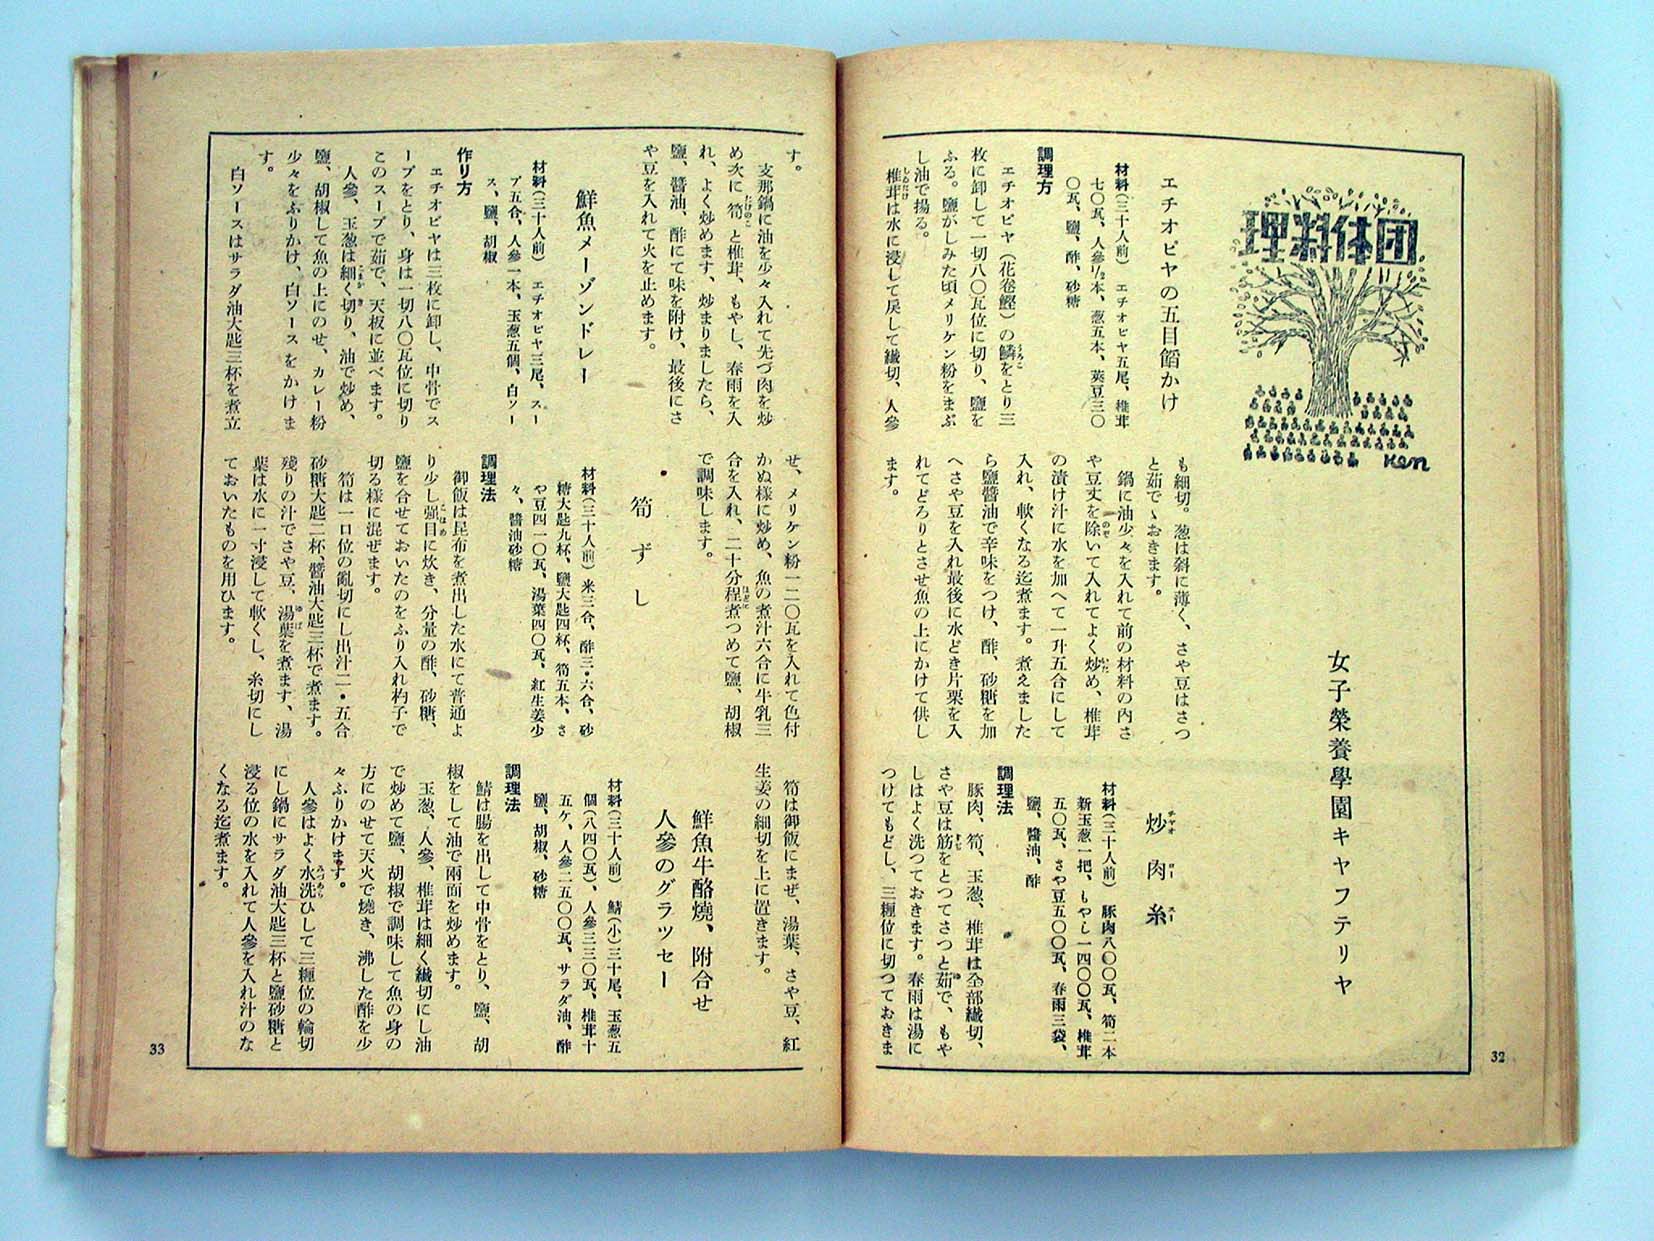 団体料理
Ken
女子榮養學園キヤフテリヤ
エチオピヤの五目餡かけ
材料(三十人前) エチオピヤ五尾、椎茸
七〇瓦、人參1/2本、葱五本、莢豆三〇
〇瓦、鹽、酢、砂糖
調理方
エチオピヤ(花卷鰹)の鱗をとり三
枚に卸して一切八〇瓦位に切り、鹽を
ふる。鹽がしみた頃メリケン粉をまぶ
し油で揚る。
椎茸は水に浸して戻して纎切、人參
も細切。葱は斜に薄く、さや豆はさつ
と茹でゝおきます。
鍋に油少々を入れて前の材料の內さ
や豆丈を除いて入れてよく炒め、椎茸
の漬け汁に水を加へて一升五合にして
入れ、軟くなる迄煮ます。煮えました
ら鹽醬油で辛味をつけ、酢、砂糖を加
へさや豆を入れ最後に水どき片栗を入
れてどろりとさせ魚の上にかけて供し
ます。
炒肉糸
材料(三十人前) 豚肉八〇〇瓦、筍二本
新玉葱一把、もやし一四〇〇瓦、椎茸
五〇瓦、さや豆五〇〇瓦、春雨三袋、
鹽、醬油、酢
調理法
豚肉、筍、玉葱、椎茸は全部纎切、
さや豆は筋をとつてさつと茹で、もや
しはよく洗つておきます。春雨は湯に
つけてもどし、三糎位に切つておきま
32
す。
支那鍋に油を少々入れて先づ肉を炒
め次に筍と椎茸、もやし、春雨を入
れ、よく炒めます、炒まりましたら、
鹽、醬油、酢にて味を附け、最後にさ
や豆を入れて火を止めます。
鮮魚メーゾンドレー
材料(三十人前) エチオピヤ三尾、スー
プ五合、人參一本、玉葱五個、白ソー
ス、鹽、胡椒
作り方
エチオピヤは三枚に卸し、中骨でス
ープをとり、身は一切八〇瓦位に切り
このスープで茹で、天板に並べます。
人參、玉葱は細く切り、油で炒め、
鹽、胡椒して魚の上にのせ、カレー粉
少々をふりかけ、白ソースをかけま
す。
白ソースはサラダ油大匙三杯を煮立
せ、メリケン粉一二〇瓦を入れて色付
かぬ樣に炒め、魚の煮汁六合に牛乳三
合を入れ、二十分程煮つめて鹽、胡椒
で調味します。
筍ずし
材料(三十人前) 米三合、酢三・六合、砂
糖大匙九杯、鹽大匙四杯、筍五本、さ
や豆四一〇瓦、湯葉四〇瓦、紅生姜少
々、醬油砂糖
調理法
御飯は昆布を煮出した水にて普通よ
り少し强目に炊き、分量の酢、砂糖、
鹽を合せておいたのをふり入れ杓子で
切る樣に混ぜます。
筍は一口位の亂切にし出汁二・五合
砂糖大匙二杯、醬油大匙三杯で煮ます。
殘りの汁でさや豆、湯葉を煮ます、湯
葉は水に一寸浸して軟くし、糸切にし
ておいたものを用ひます。
筍は御飯にまぜ、湯葉、さや豆、紅
生姜の細切を上に置きます。
鮮魚牛酪燒、附合せ
人參のグラツセー
材料(三十人前) 鯖(小)三十尾、玉葱五
個(八四〇瓦)、人參三三〇瓦、椎茸十
五ケ、人參二五〇〇瓦、サラダ油、酢
鹽、胡椒、砂糖
調理法
鯖は腸を出して中骨をとり、鹽、胡
椒をして油で兩面を炒めます。
玉葱、人參、椎茸は細く纎切にし油
で炒めて鹽、胡椒で調味して魚の身の
方にのせて天火で燒き、沸した酢を少
々ふりかけます。
人參はよく水洗ひして三糎位の輪切
にし鍋にサラダ油大匙三杯と鹽砂糖と
浸る位の水を入れて人參を入れ汁のな
くなる迄煮ます。
33